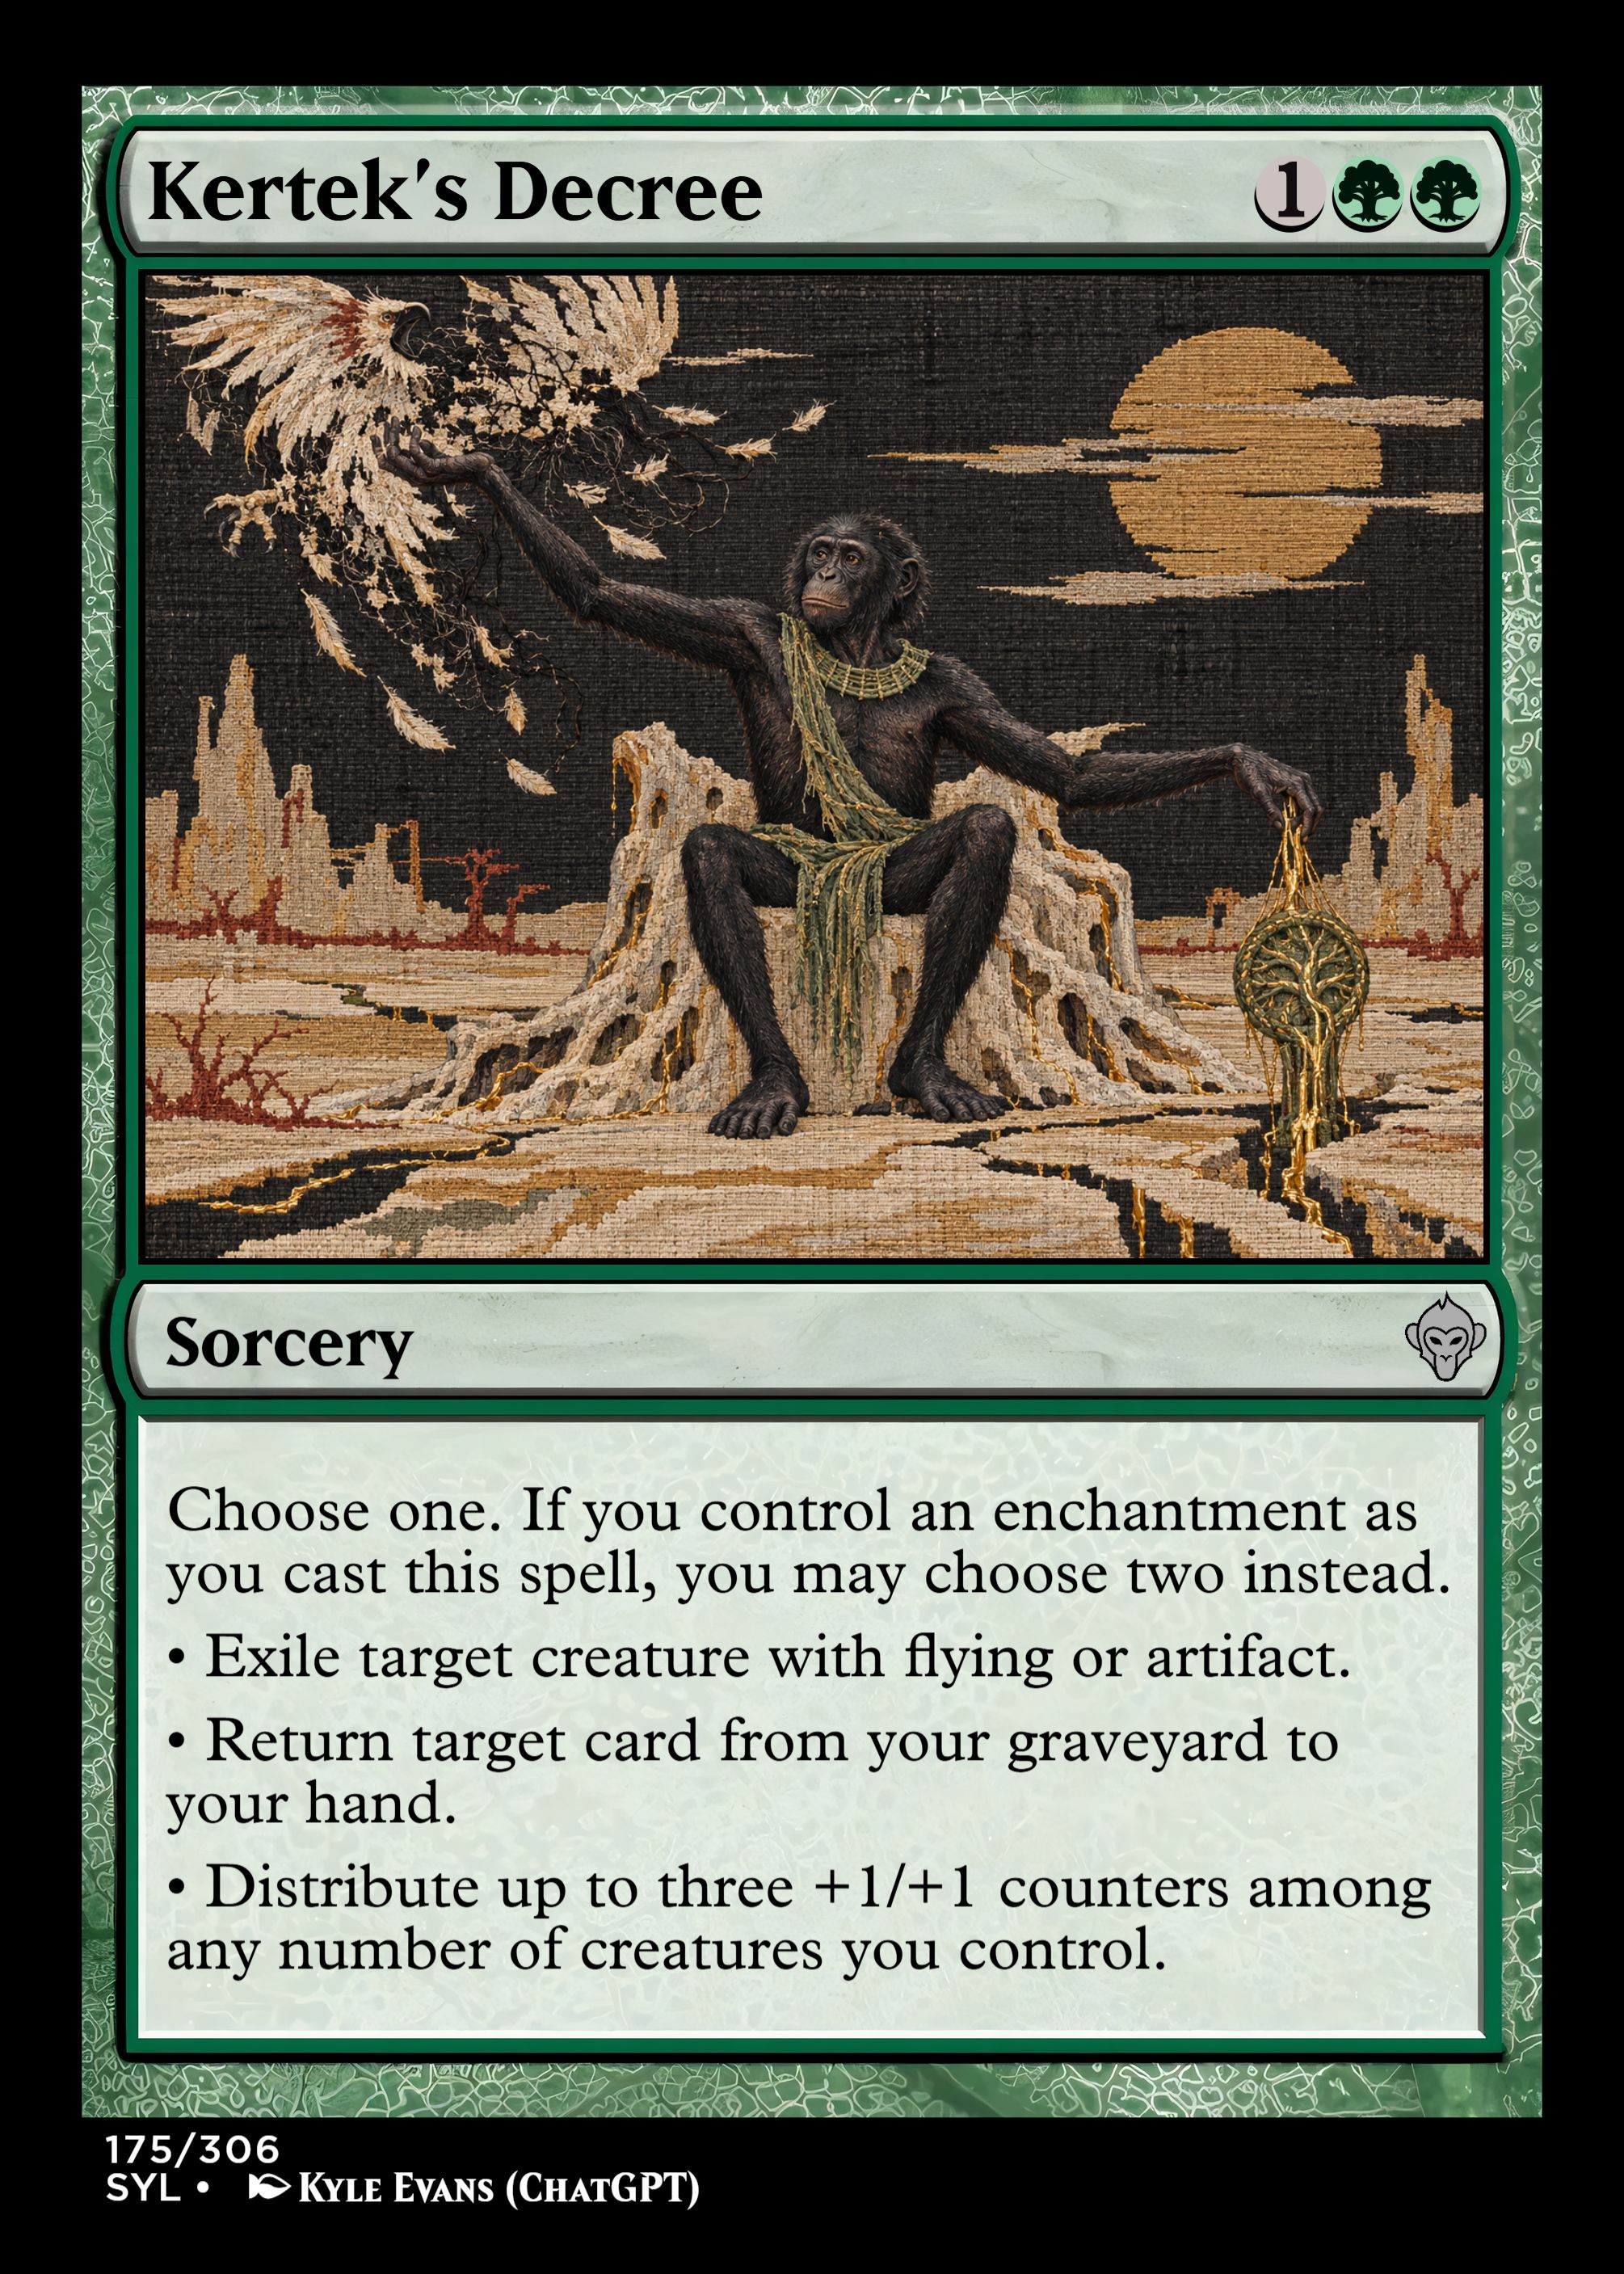 Kertek's Decree 1
Sorcery
Choose one. If you control an enchantment as
you cast this spell, you may choose two instead.
• Exile target creature with flying or artifact.
• Return target card from your graveyard to
your hand.
• Distribute up to three +1/+1 counters among
any number of creatures you control.
175/306
SYL • Kyle Evans (ChatGPT)